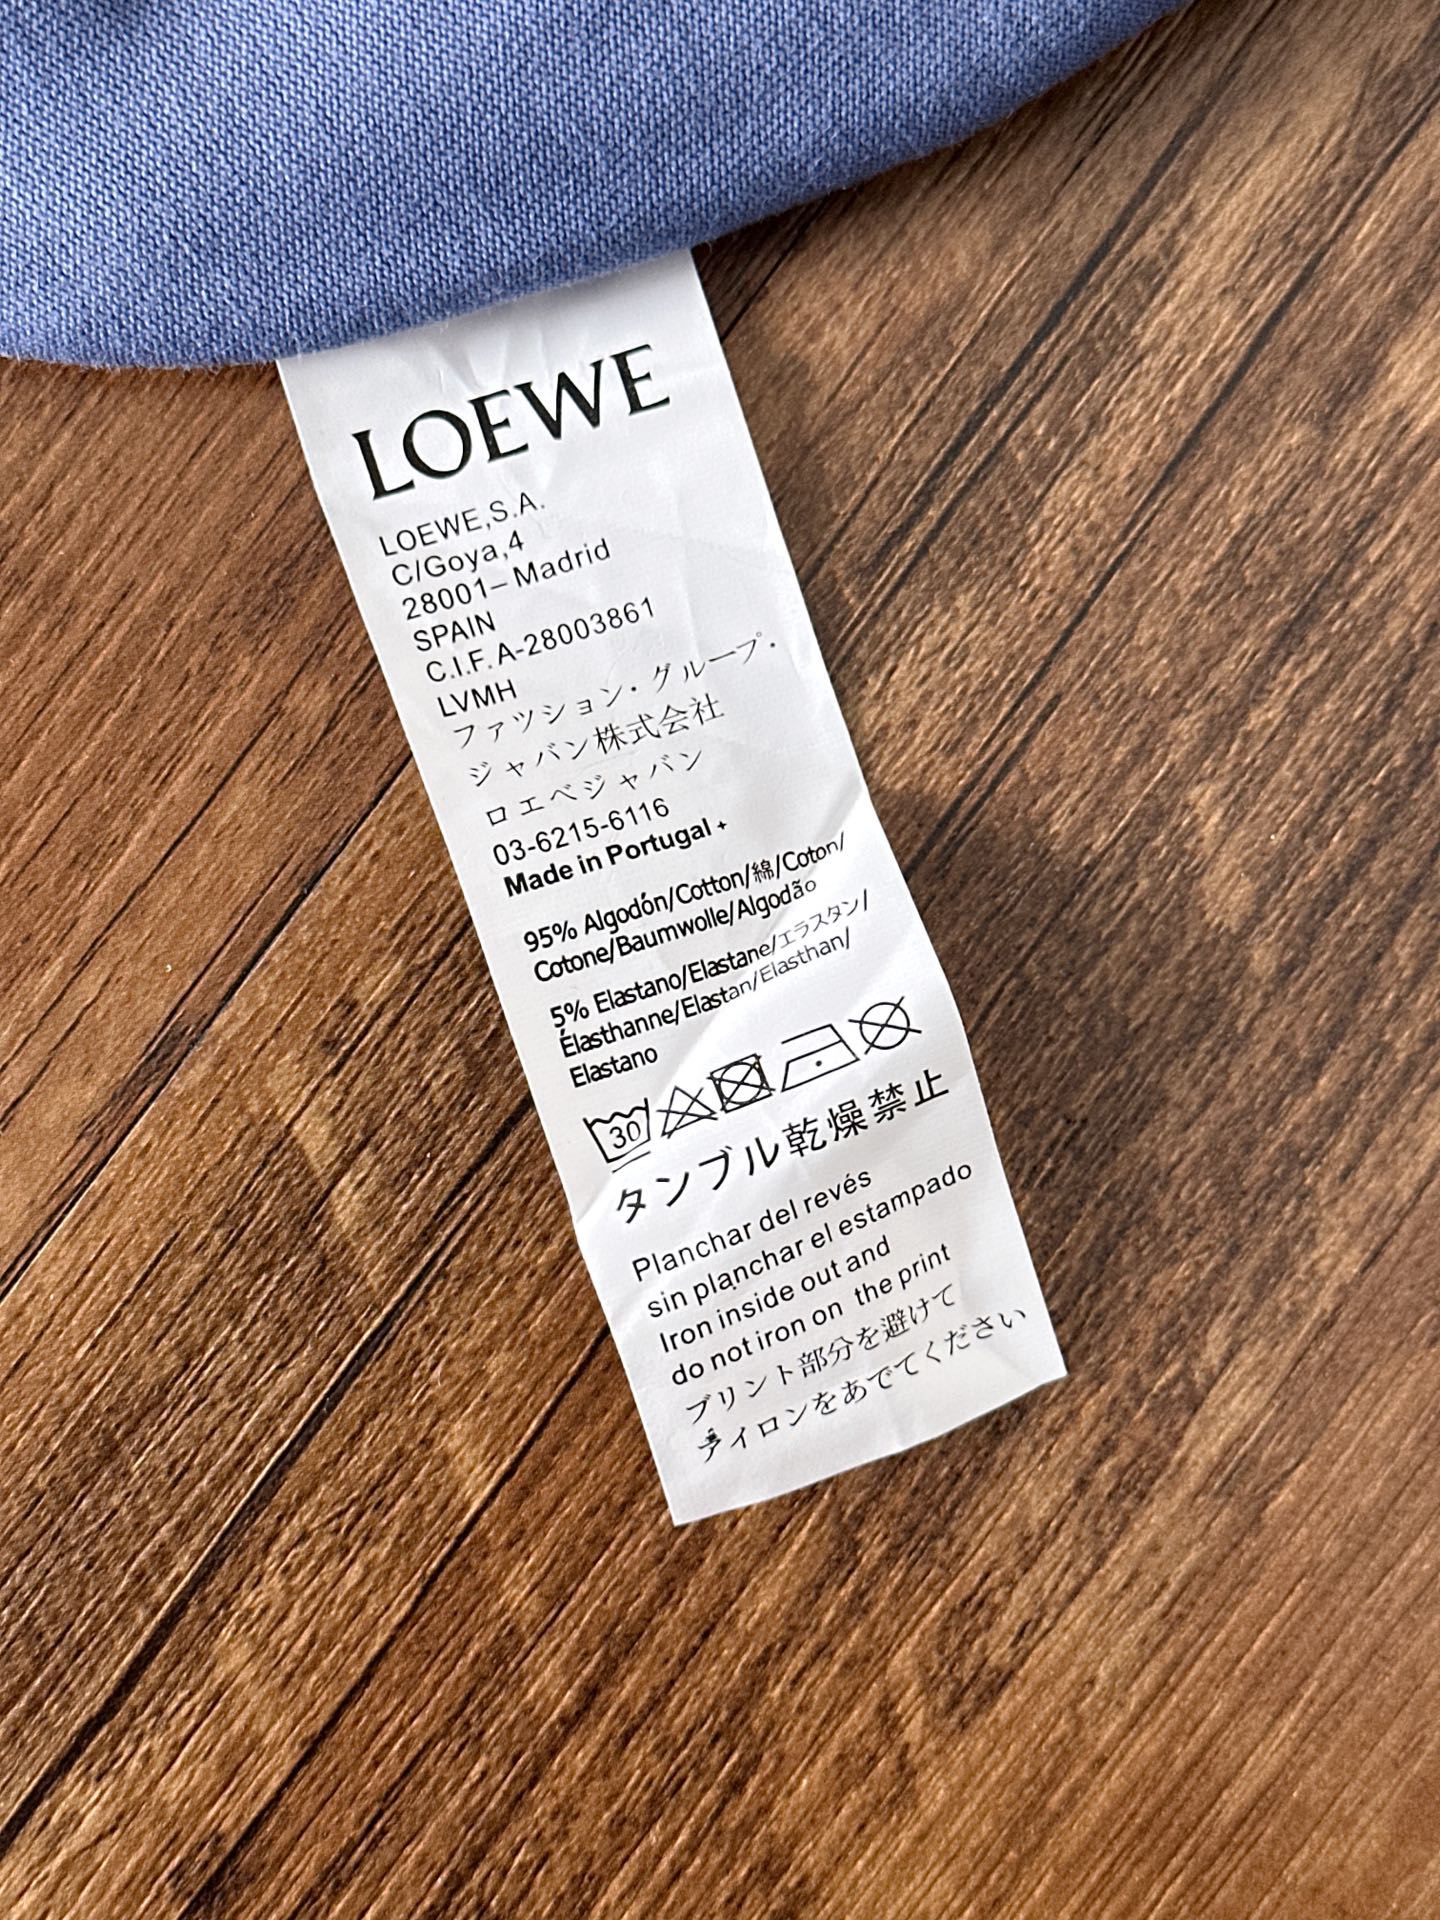 LOEWE
LOEWE,S.A.
C/Goya,4
28001– Madrid
SPAIN
C.I.F. A-28003861
LVMH
ファツション・グループ・
ジャバン株式会社
ロエベジャバン
03-6215-6116
Made in Portugal +
95% Algodón/Cotton/綿/Coton/
Cotone/Baumwolle/Algodão
5% Elastano/Elastane/エラスタン/
Élasthanne/Elastan/Elasthan/
Elastano
30
タンブル乾燥禁止
Planchar del revés
sin planchar el estampado
Iron inside out and
do not iron on the print
プリント部分を避けて
アイロンをあでてください